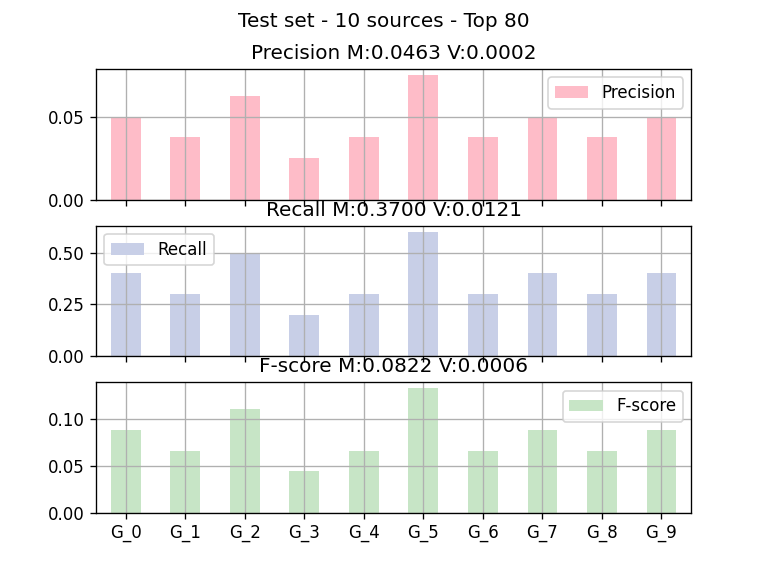 Test set - 10 sources - Top 80
Precision M:0.0463 V:0.0002
Precision
0.05
0.00
Recall M:0.3700 V:0.0121
Recall
0.50
0.25
0.00
F-score M:0.0822 V:0.0006
F-score
0.10
0.05
0.00
G_0 G_1 G_2 G_3 G_4 G_5 G_6 G_7 G_8 G_9